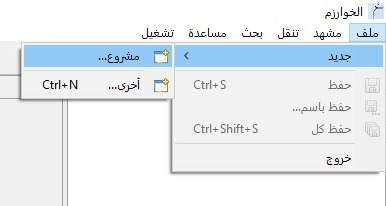 الخوارزم
ملف مشهد تنقل بحث مساعدة تشغيل
جديد
مشروع...
أخرى... Ctrl+N
حفظ Ctrl+S
حفظ باسم...
حفظ كل Ctrl+Shift+S
خروج